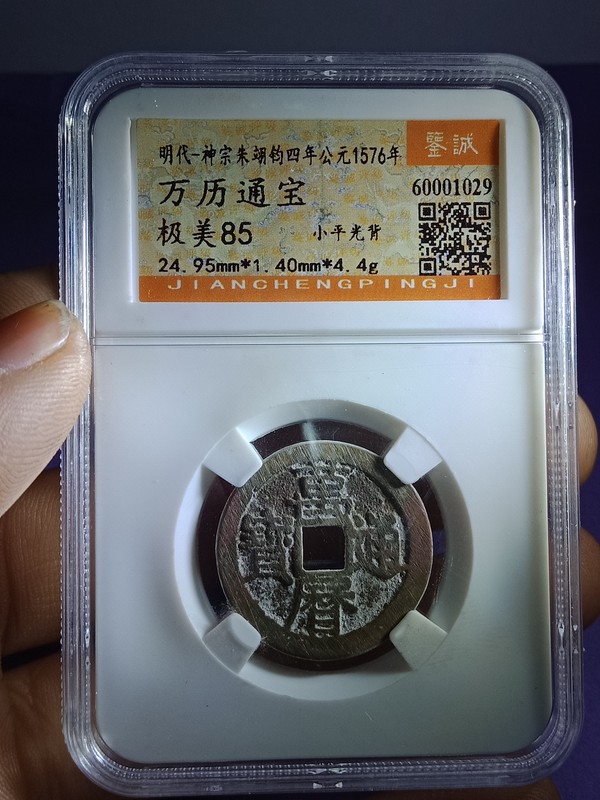 明代-神宗朱翊钧四年公元1576年
鑒誠
万历通宝
60001029
极美85 小平光背
24.95mm*1.40mm*4.4g
JIANCHENGPINGJI
萬曆通寶